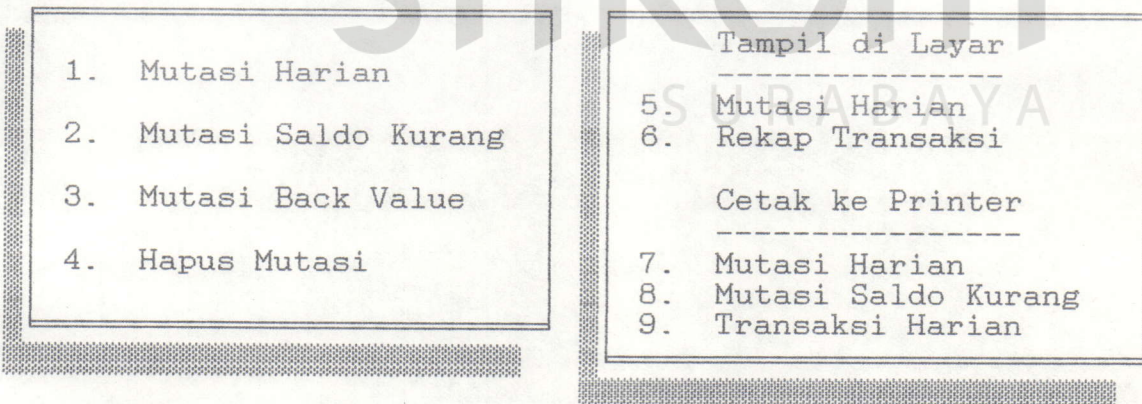 1. Mutasi Harian
2. Mutasi Saldo Kurang
3. Mutasi Back Value
4. Hapus Mutasi
Tampil di Layar
---------------
5. Mutasi Harian
6. Rekap Transaksi
Cetak ke Printer
----------------
7. Mutasi Harian
8. Mutasi Saldo Kurang
9. Transaksi Harian
SURABAYA